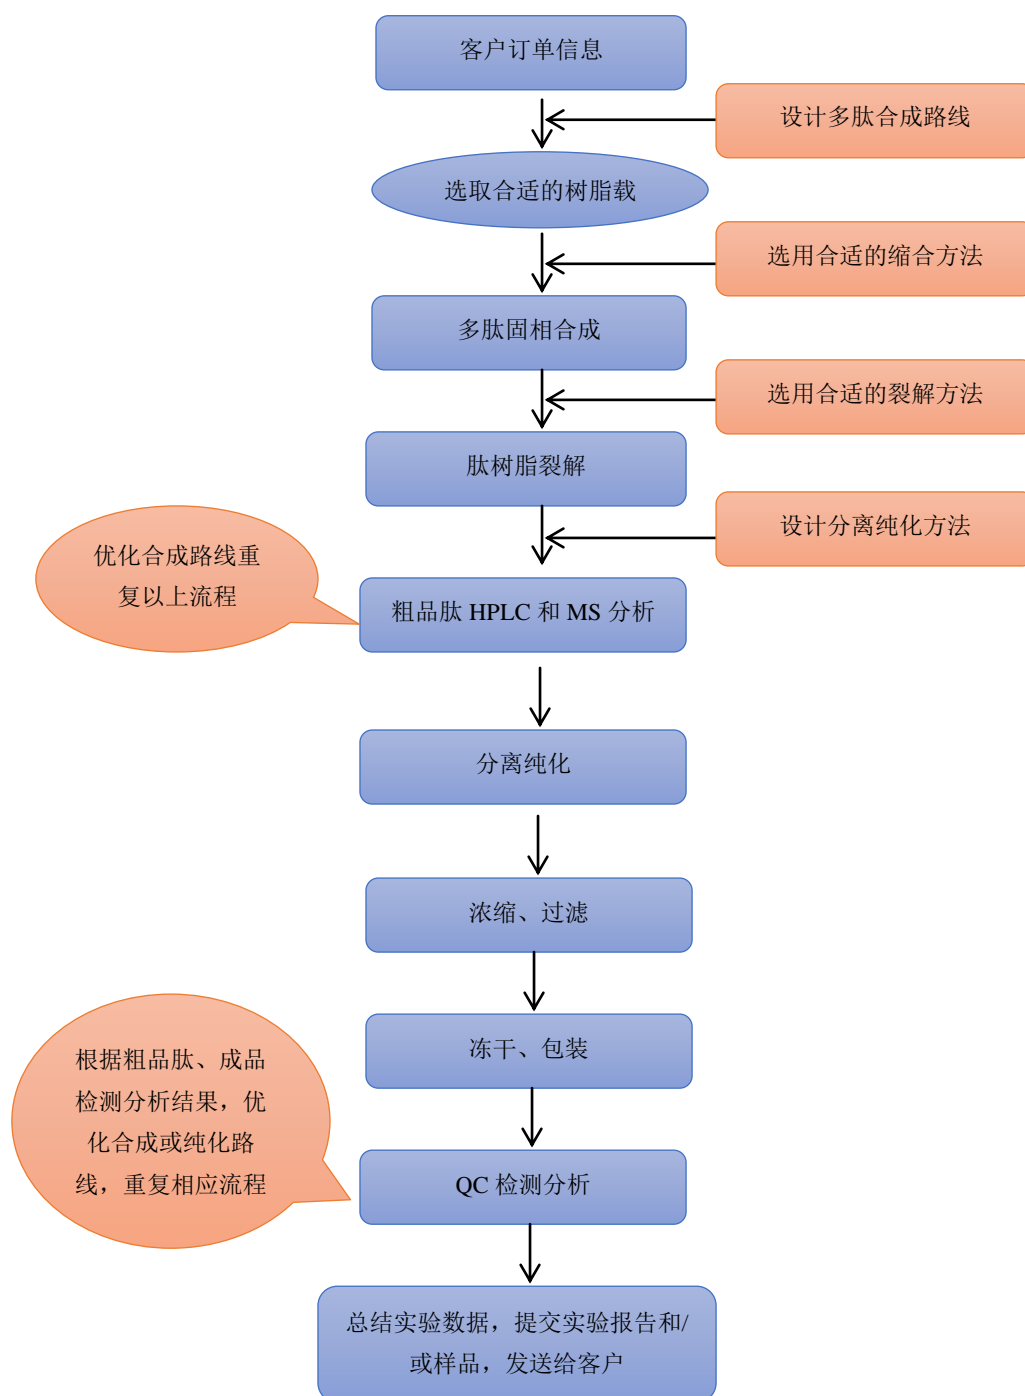 客户订单信息
设计多肽合成路线
选取合适的树脂载
选用合适的缩合方法
多肽固相合成
选用合适的裂解方法
肽树脂裂解
设计分离纯化方法
优化合成路线重
复以上流程
粗品肽 HPLC 和 MS 分析
分离纯化
浓缩、过滤
冻干、包装
根据粗品肽、成品
检测分析结果，优
化合成或纯化路
线，重复相应流程
QC 检测分析
总结实验数据，提交实验报告和/
或样品，发送给客户